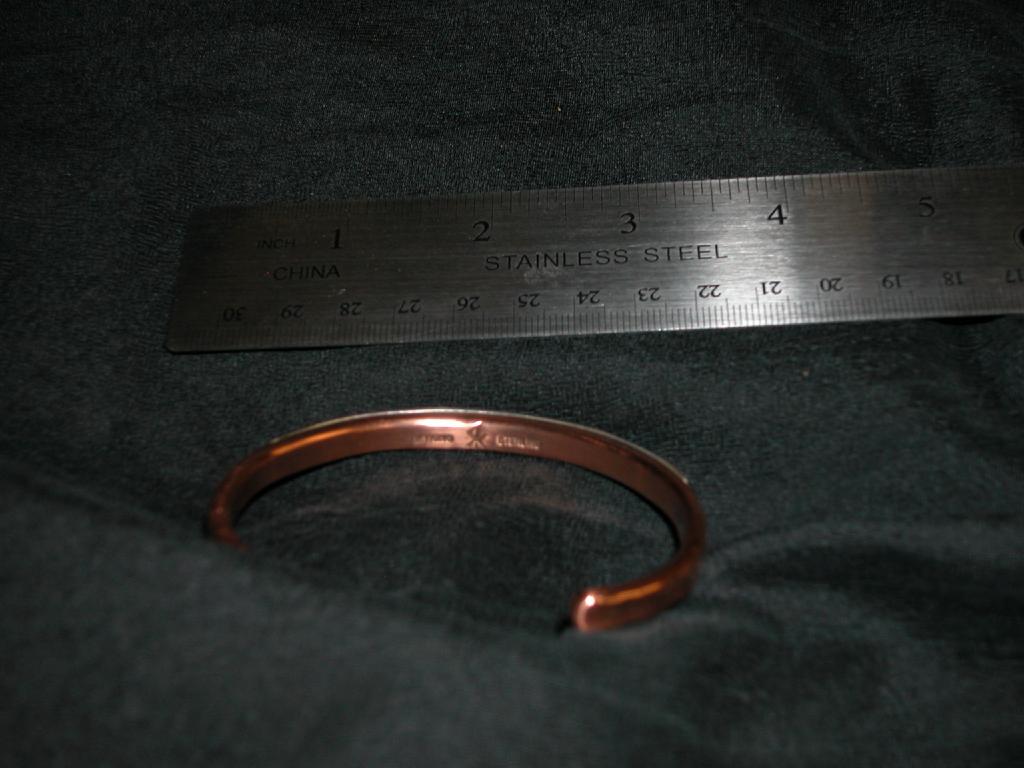 1 2 3 4 5
INCH
CHINA STAINLESS STEEL
30 29 28 27 26 25 24 23 22 21 20 19 18 17
STERLING